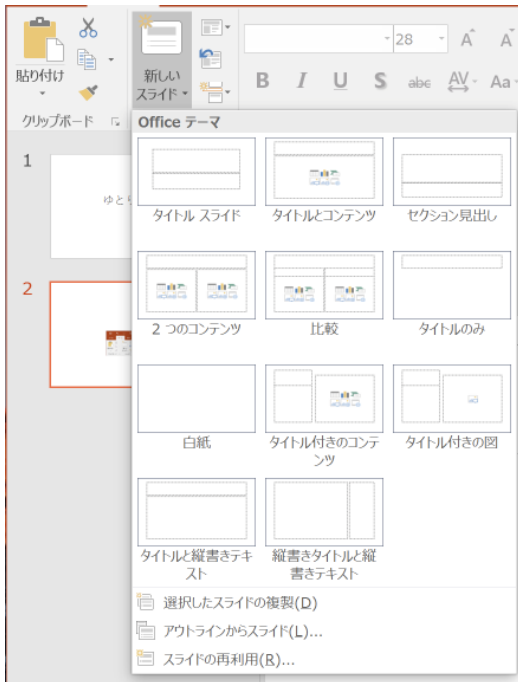 貼り付け
新しい
スライド
28
A A
B I U S abc AV Aa
クリップボード
Office テーマ
1
ゆと
2
タイトル スライド
タイトルとコンテンツ
セクション見出し
2 つのコンテンツ
比較
タイトルのみ
白紙
タイトル付きのコンテ
ンツ
タイトル付きの図
タイトルと縦書きテキ
スト
縦書きタイトルと縦
書きテキスト
選択したスライドの複製(D)
アウトラインからスライド(L)...
スライドの再利用(R)...